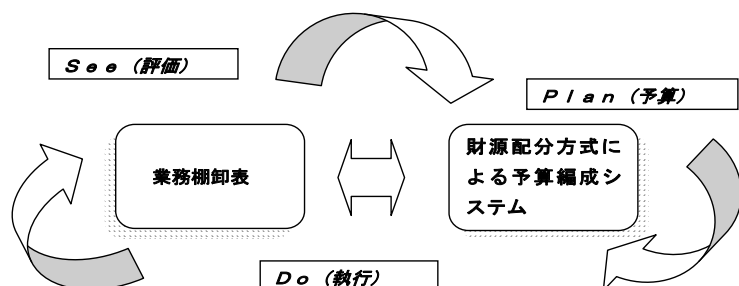 Ｓｅｅ（評価）
Ｐｌａｎ（予算）
業務棚卸表
財源配分方式に
よる予算編成シ
ステム
Ｄｏ（執行）